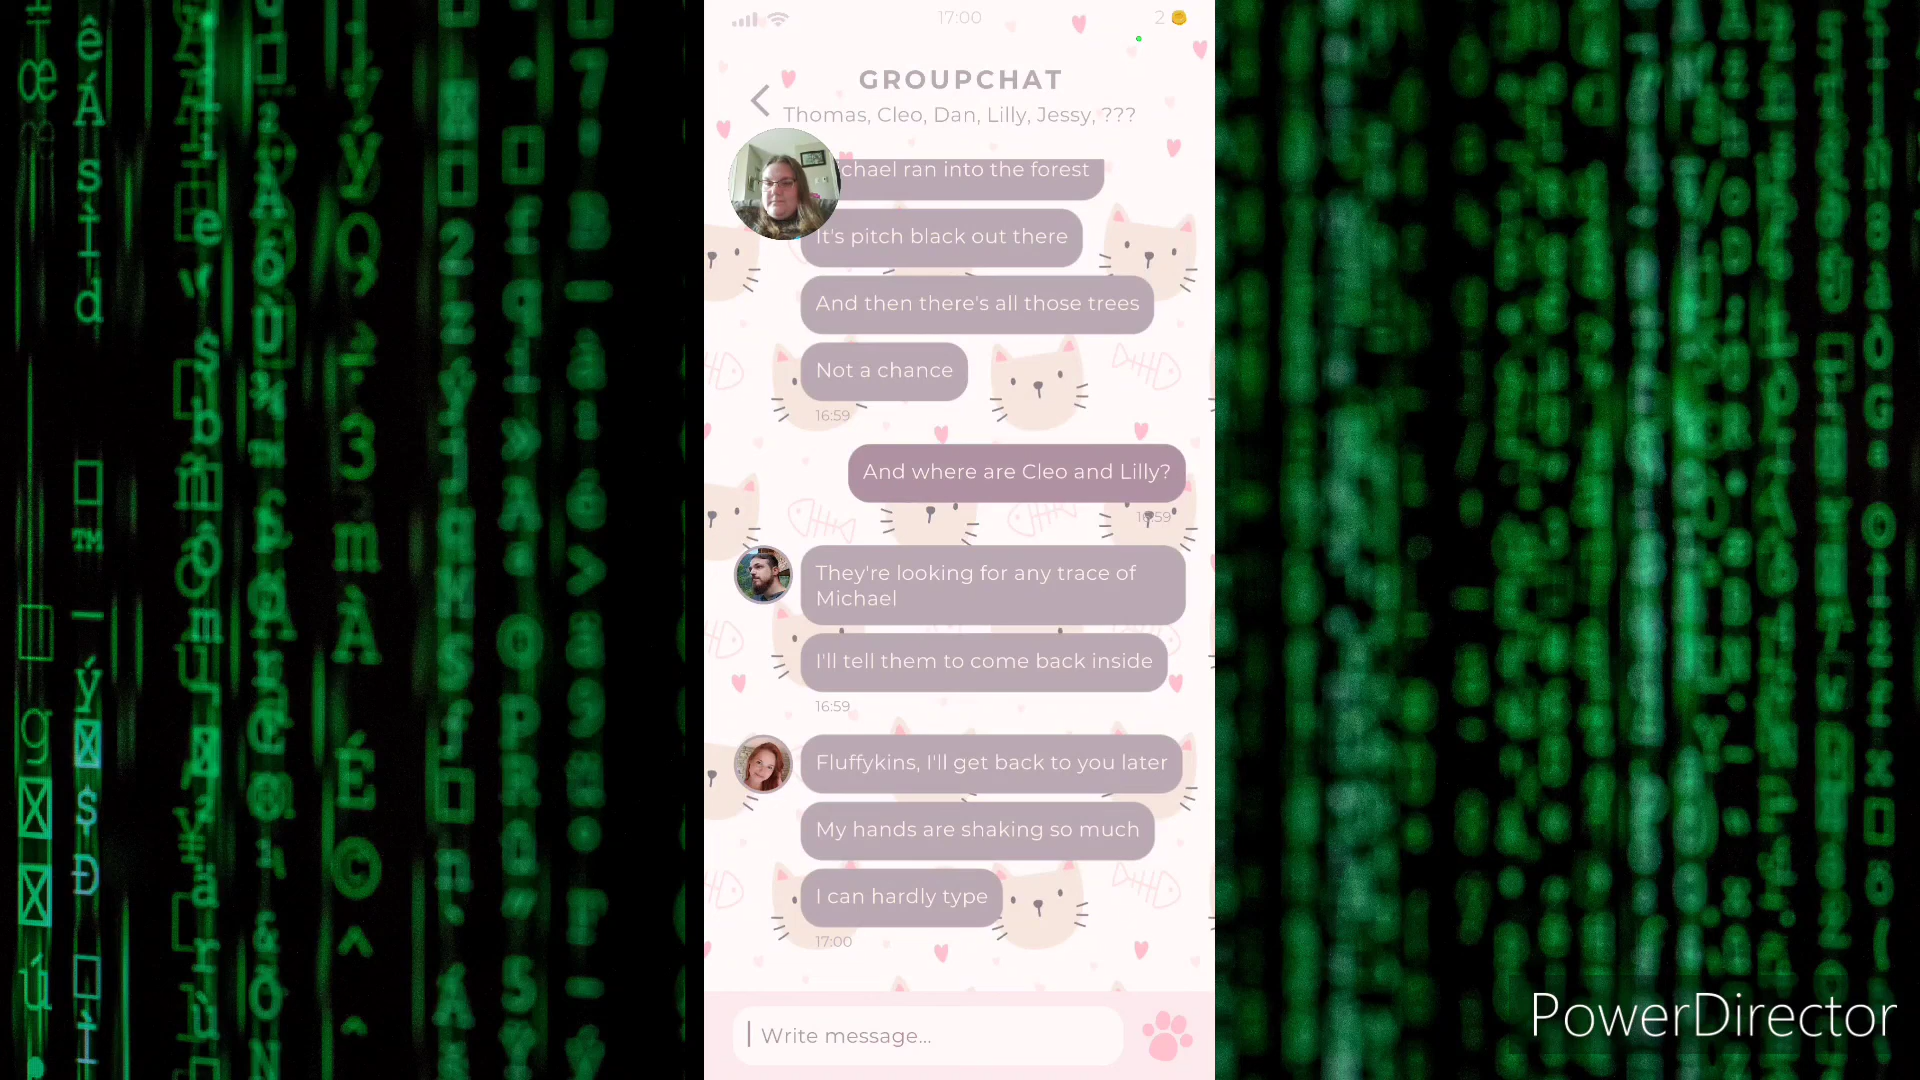 17:00
2
GROUPCHAT
Thomas, Cleo, Dan, Lilly, Jessy, ???
chael ran into the forest
It's pitch black out there
And then there's all those trees
Not a chance
16:59
And where are Cleo and Lilly?
16:59
They're looking for any trace of
Michael
I'll tell them to come back inside
16:59
Fluffykins, I'll get back to you later
My hands are shaking so much
I can hardly type
17:00
Write message...
PowerDirector